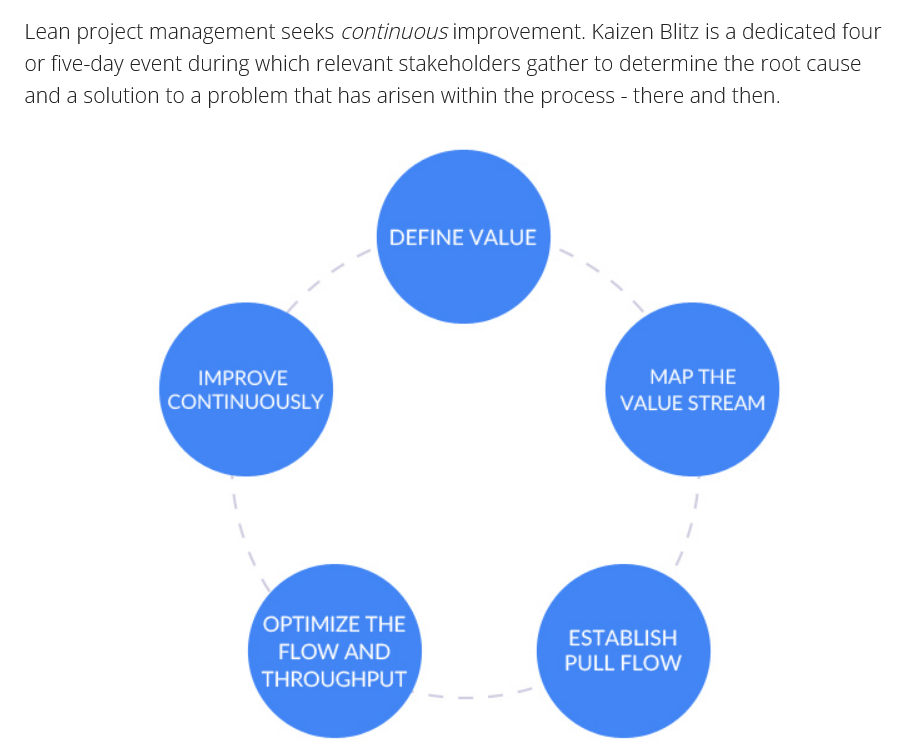 Lean project management seeks continuous improvement. Kaizen Blitz is a dedicated four
or five-day event during which relevant stakeholders gather to determine the root cause
and a solution to a problem that has arisen within the process - there and then.
DEFINE VALUE
MAP THE
VALUE STREAM
ESTABLISH
PULL FLOW
OPTIMIZE THE
FLOW AND
THROUGHPUT
IMPROVE
CONTINUOUSLY